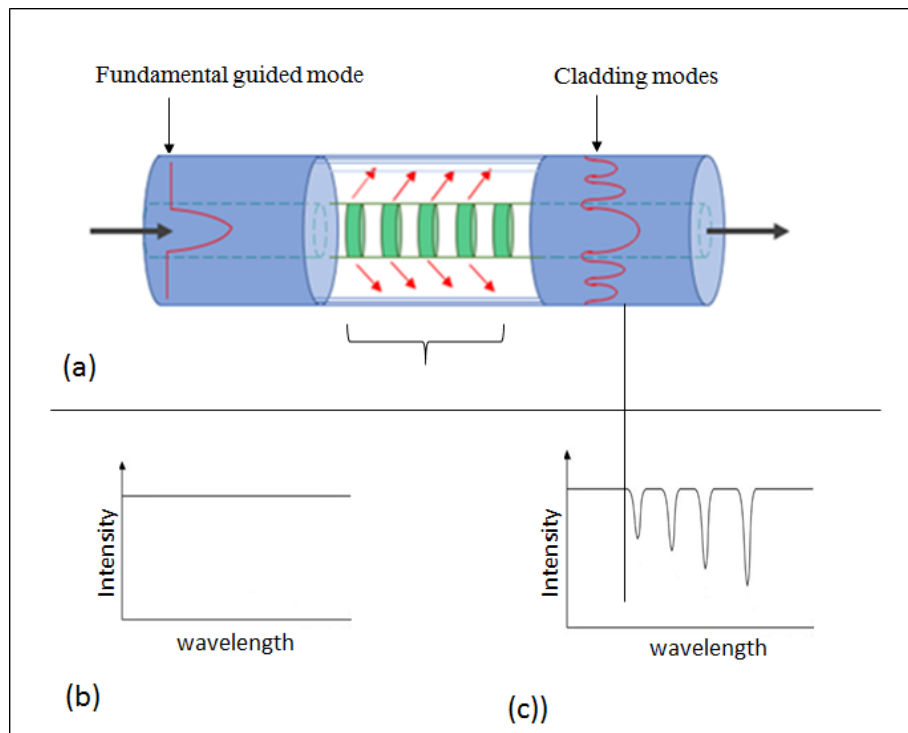 Fundamental guided mode
Cladding modes
(a)
Intensity
wavelength
(b)
Intensity
wavelength
(c))